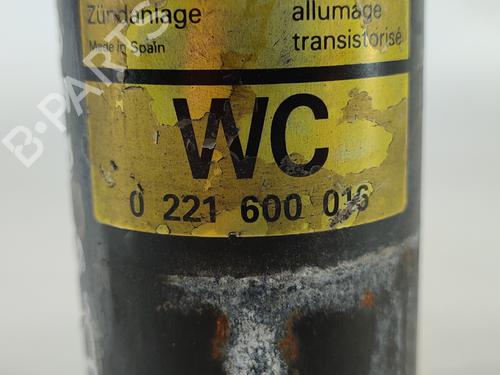 Zündanlage
allumage
Made in Spain
transistorisé
WC
0 221 600 016
B-PARTS